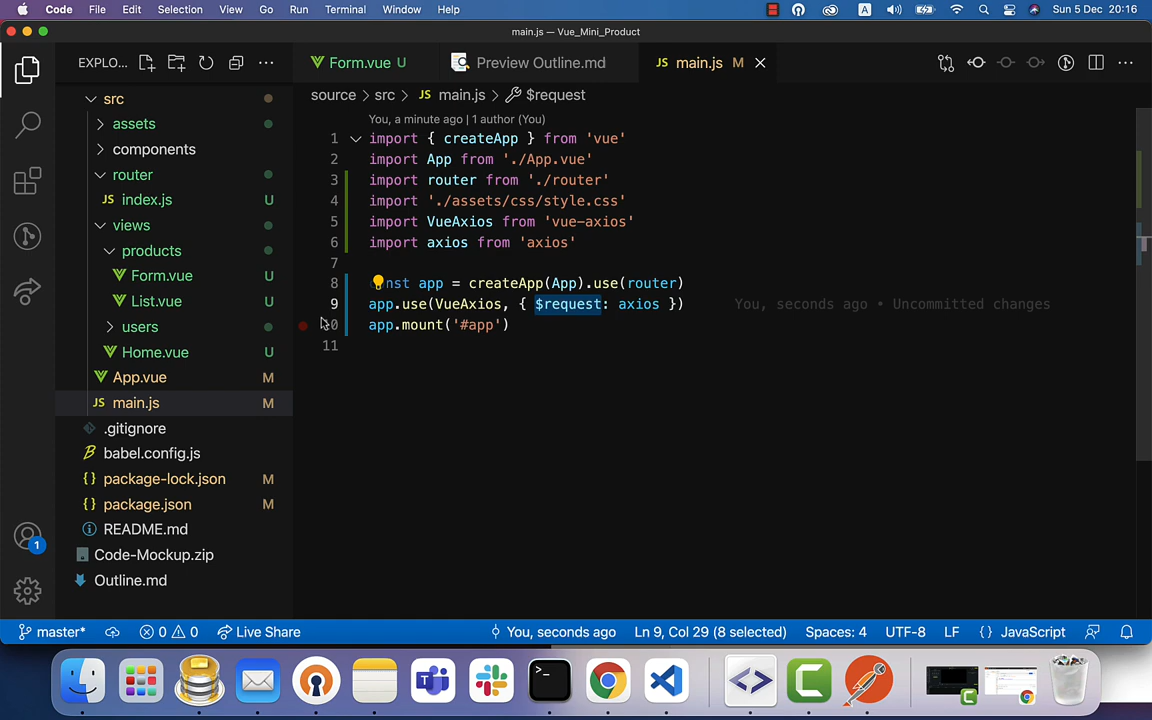 Code File Edit Selection View Go Run Terminal Window Help
A
Sun 5 Dec 20:16
main.js — Vue_Mini_Product
EXPLO...
Form.vue U
Preview Outline.md
JS main.js M
source > src > JS main.js > $request
You, a minute ago | 1 author (You)
src
assets
components
router
JS index.js U
views
products
Form.vue U
List.vue U
users
Home.vue U
App.vue M
JS main.js M
.gitignore
babel.config.js
{ } package-lock.json M
{ } package.json M
README.md
Code-Mockup.zip
Outline.md
1 import { createApp } from 'vue'
2 import App from './App.vue'
3 import router from './router'
4 import './assets/css/style.css'
5 import VueAxios from 'vue-axios'
6 import axios from 'axios'
7
8 nst app = createApp(App).use(router)
9 app.use(VueAxios, { $request: axios }) You, seconds ago • Uncommitted changes
0 app.mount('#app')
11
1
master* 0 0 Live Share
You, seconds ago Ln 9, Col 29 (8 selected) Spaces: 4 UTF-8 LF { } JavaScript